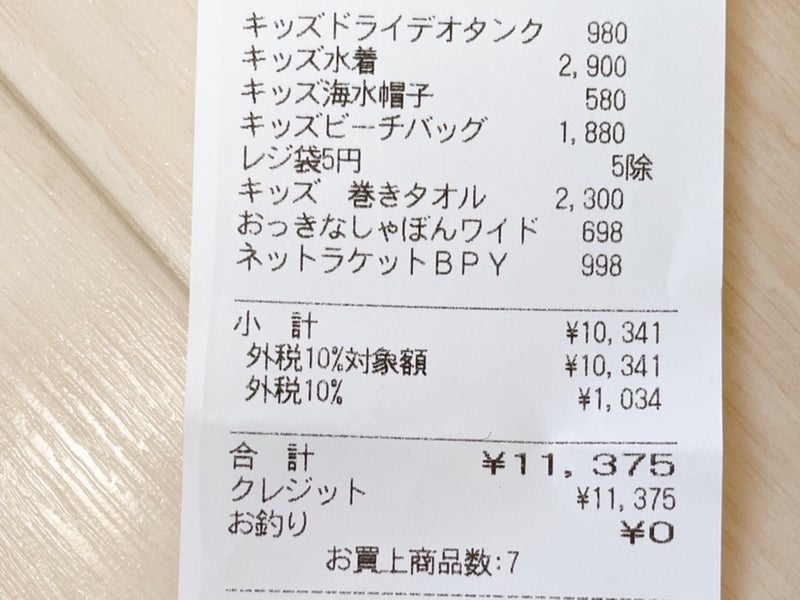 キッズドライデオタンク 980
キッズ水着 2,900
キッズ海水帽子 580
キッズビーチバッグ 1,880
レジ袋5円 5除
キッズ 巻きタオル 2,300
おっきなしゃぼんワイド 698
ネットラケットBPY 998
小計 ¥10,341
外税10%対象額 ¥10,341
外税10% ¥1,034
合計 ¥11,375
クレジット ¥11,375
お釣り ¥0
お買上商品数:7